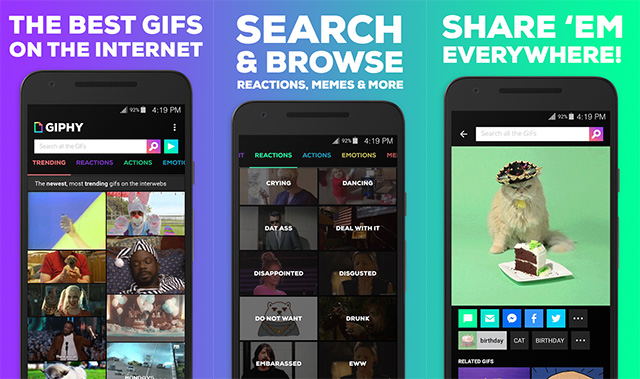 THE BEST GIFS
ON THE INTERNET
92% 4:19 PM
GIPHY
Search all the GIFs
TRENDING REACTIONS ACTIONS EMOTIO
The newest, most trending gifs on the interwebs
MONDAYS
SEARCH
& BROWSE
REACTIONS, MEMES & MORE
92% 4:19 PM
REACTIONS ACTIONS EMOTIONS ME
CRYING DANCING
DAT ASS DEAL WITH IT
DISAPPOINTED DISGUSTED
DO NOT WANT DRUNK
EMBARASSED EWW
SHARE ‘EM
EVERYWHERE!
92% 4:19 PM
Search all the GIFs
birthday CAT BIRTHDAY
RELATED GIFS